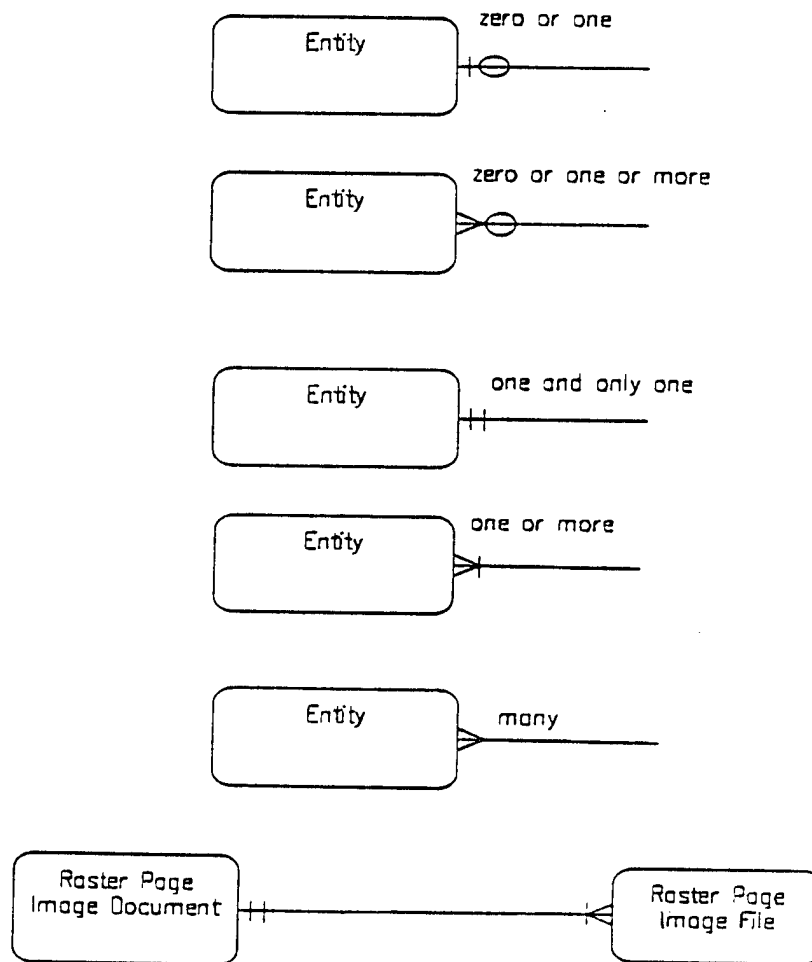 zero or one
Entity
zero or one or more
Entity
one and only one
Entity
one or more
Entity
many
Entity
Raster Page
Image Document
Raster Page
Image File